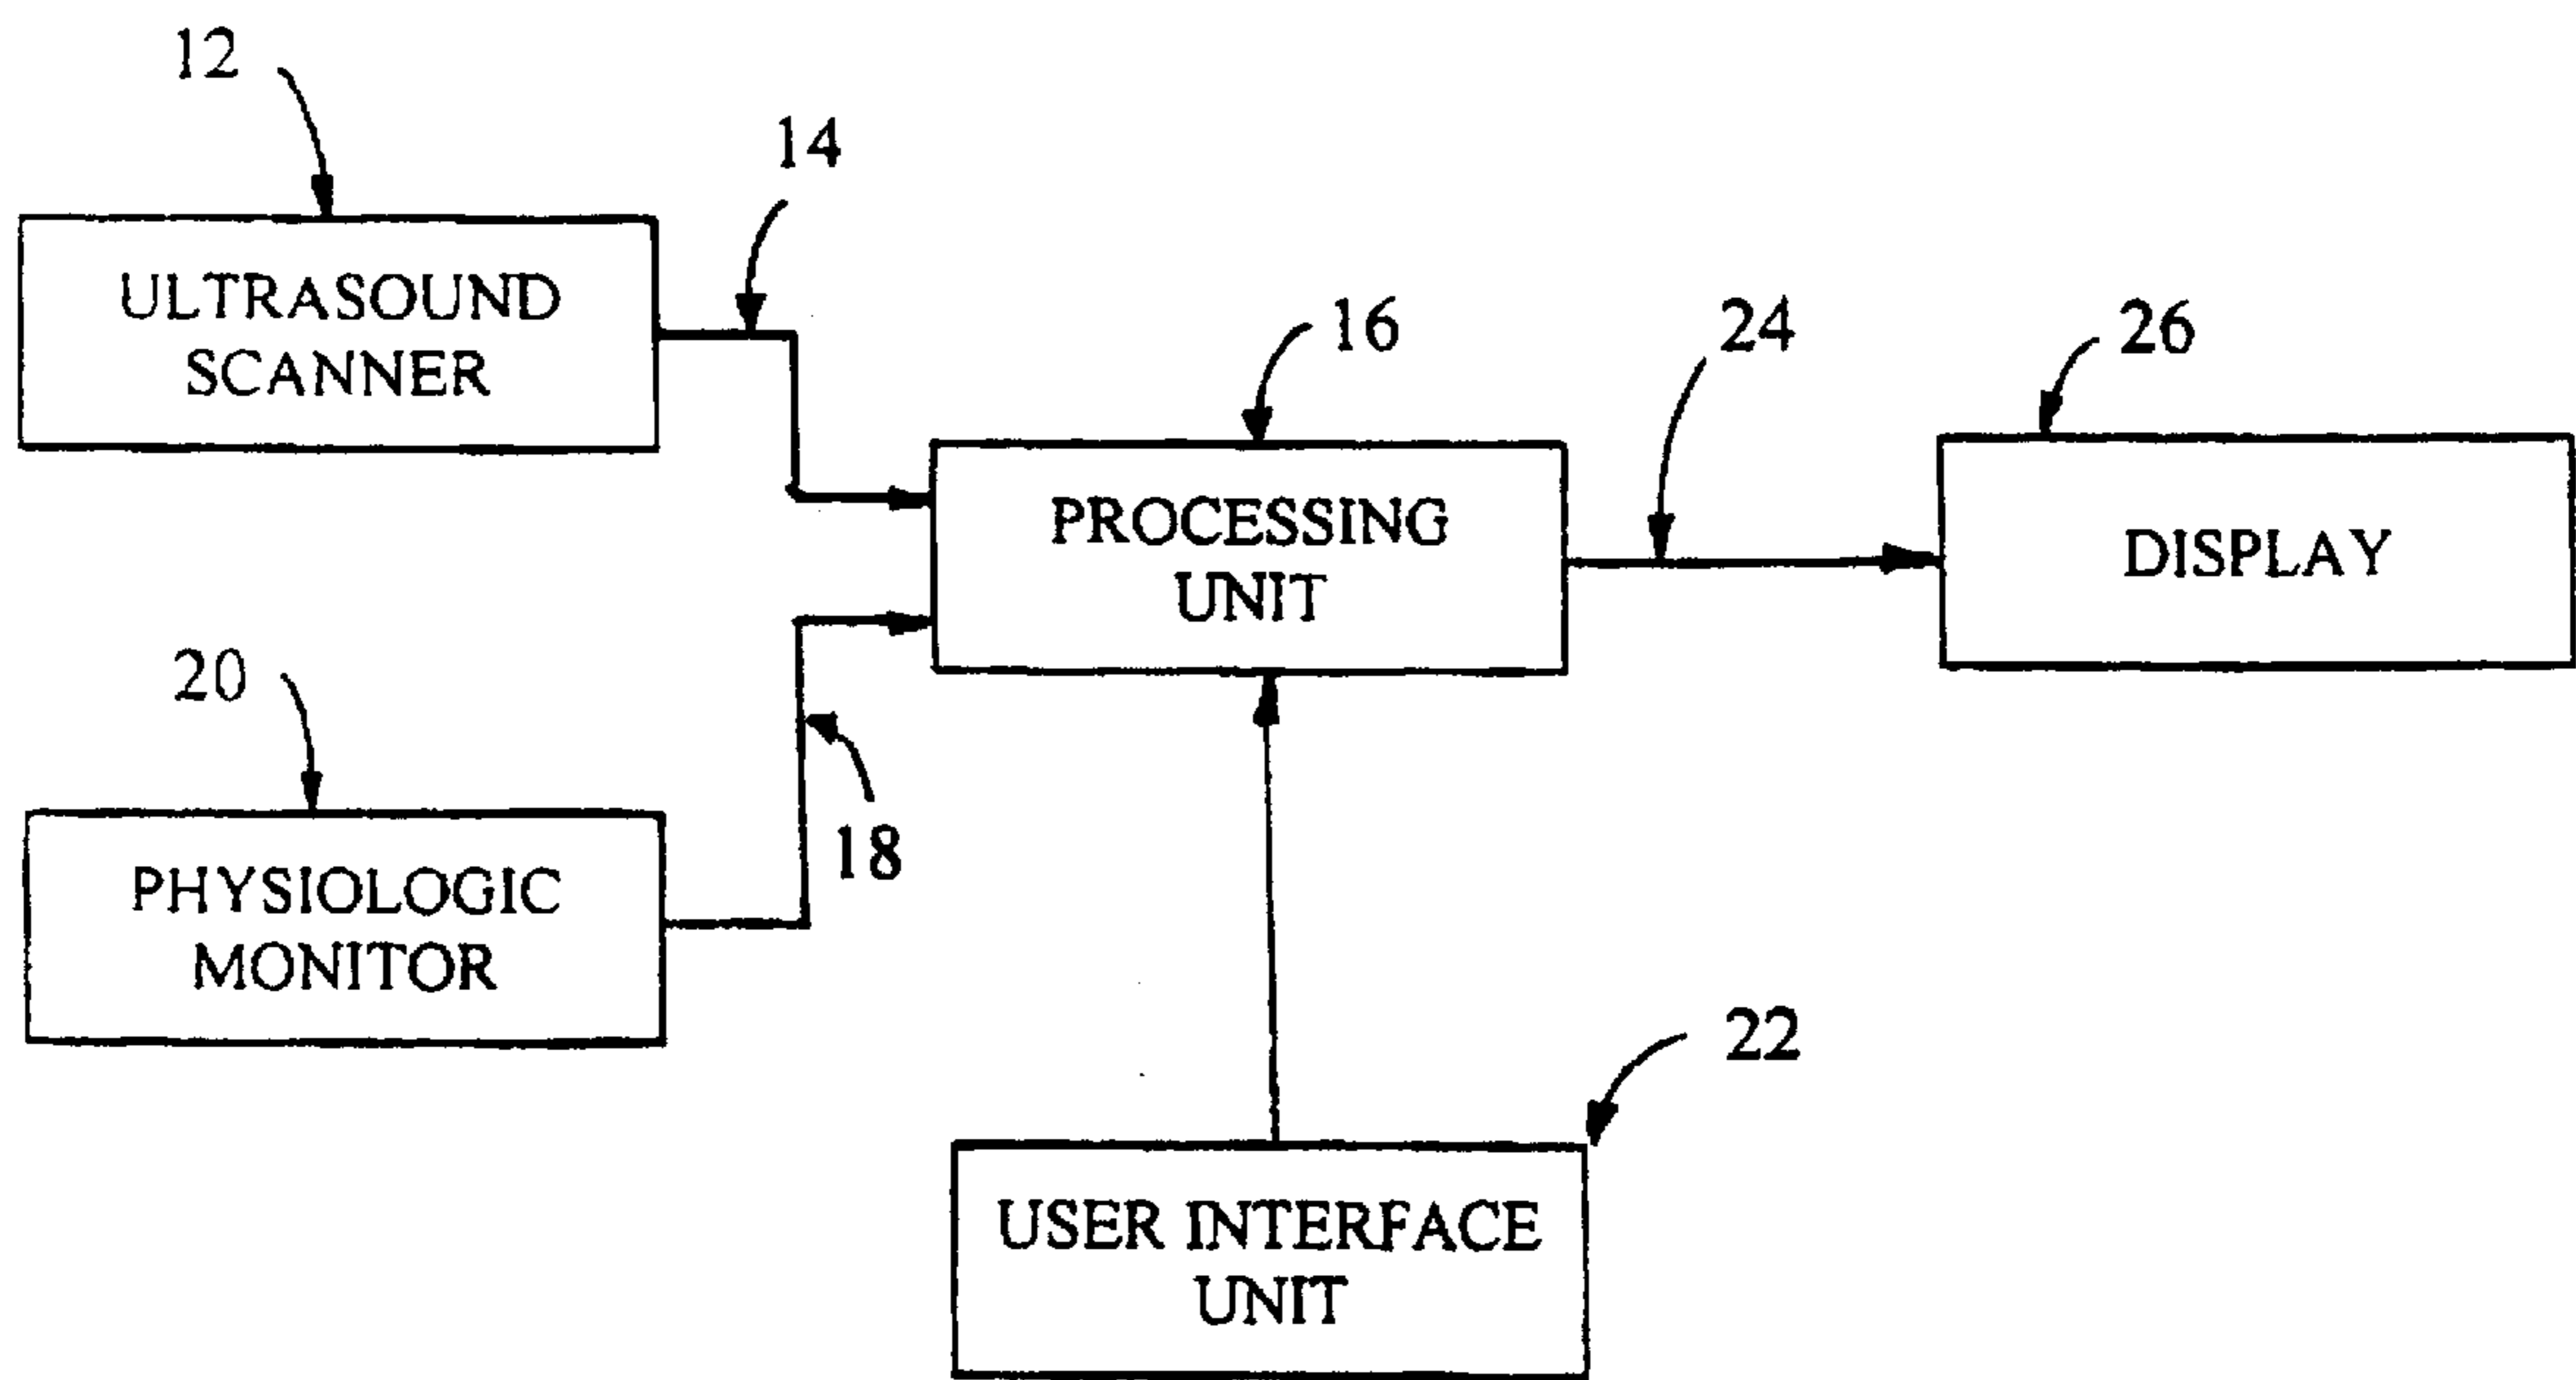 12
14
ULTRASOUND
SCANNER
16
24
26
PROCESSING
UNIT
DISPLAY
20
18
PHYSIOLOGIC
MONITOR
22
USER INTERFACE
UNIT